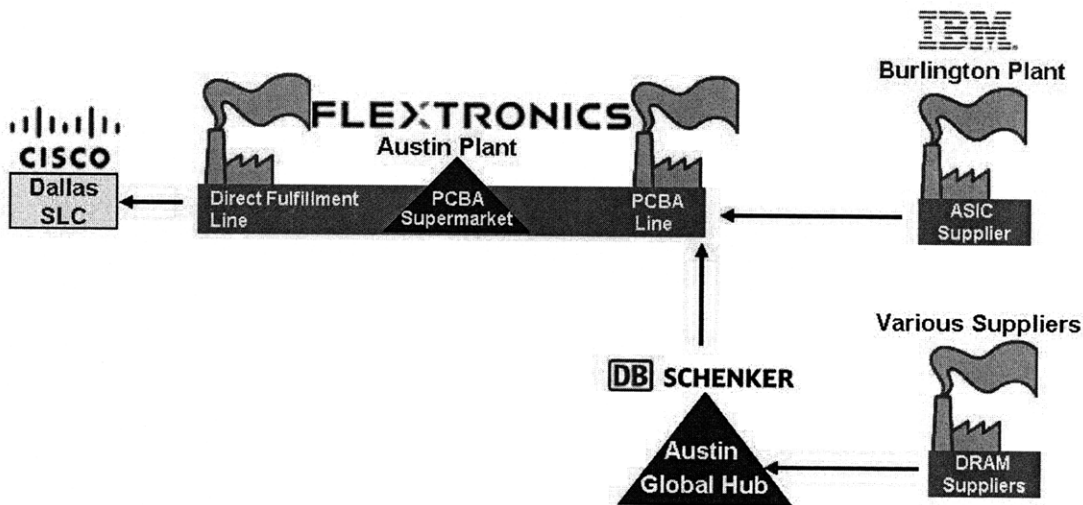 IBM.
Burlington Plant
FLEXTRONICS
Austin Plant
CISCO
Dallas
SLC
Direct Fulfillment
Line
PCBA
Supermarket
PCBA
Line
ASIC
Supplier
Various Suppliers
DB SCHENKER
Austin
Global Hub
DRAM
Suppliers